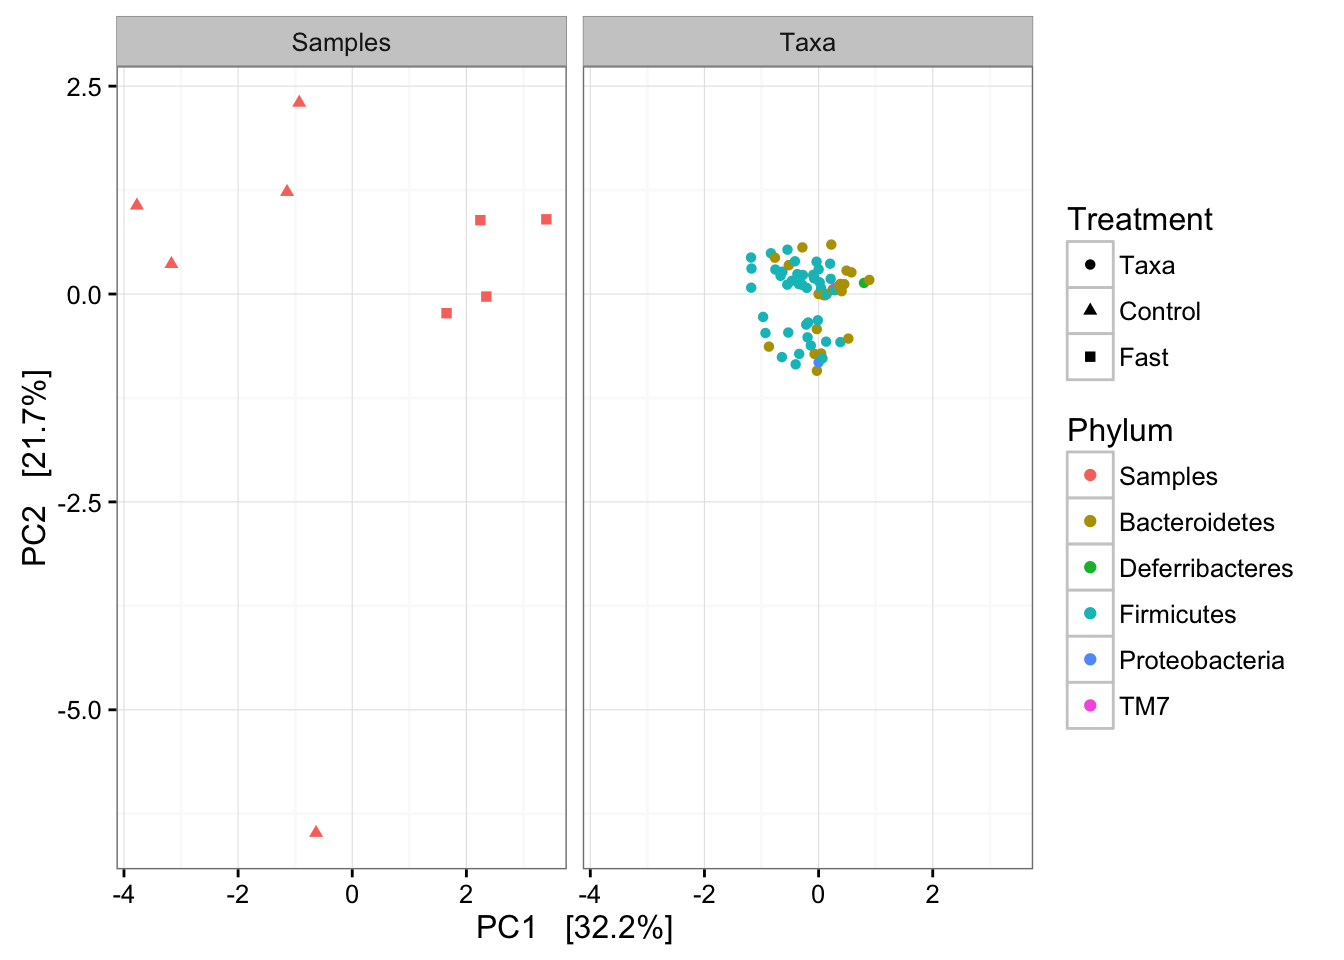 Samples
Taxa
2.5
0.0
-2.5
-5.0
PC2 [21.7%]
-4
-2
0
2
-4
-2
0
2
PC1 [32.2%]
Treatment
Taxa
Control
Fast
Phylum
Samples
Bacteroidetes
Deferribacteres
Firmicutes
Proteobacteria
TM7